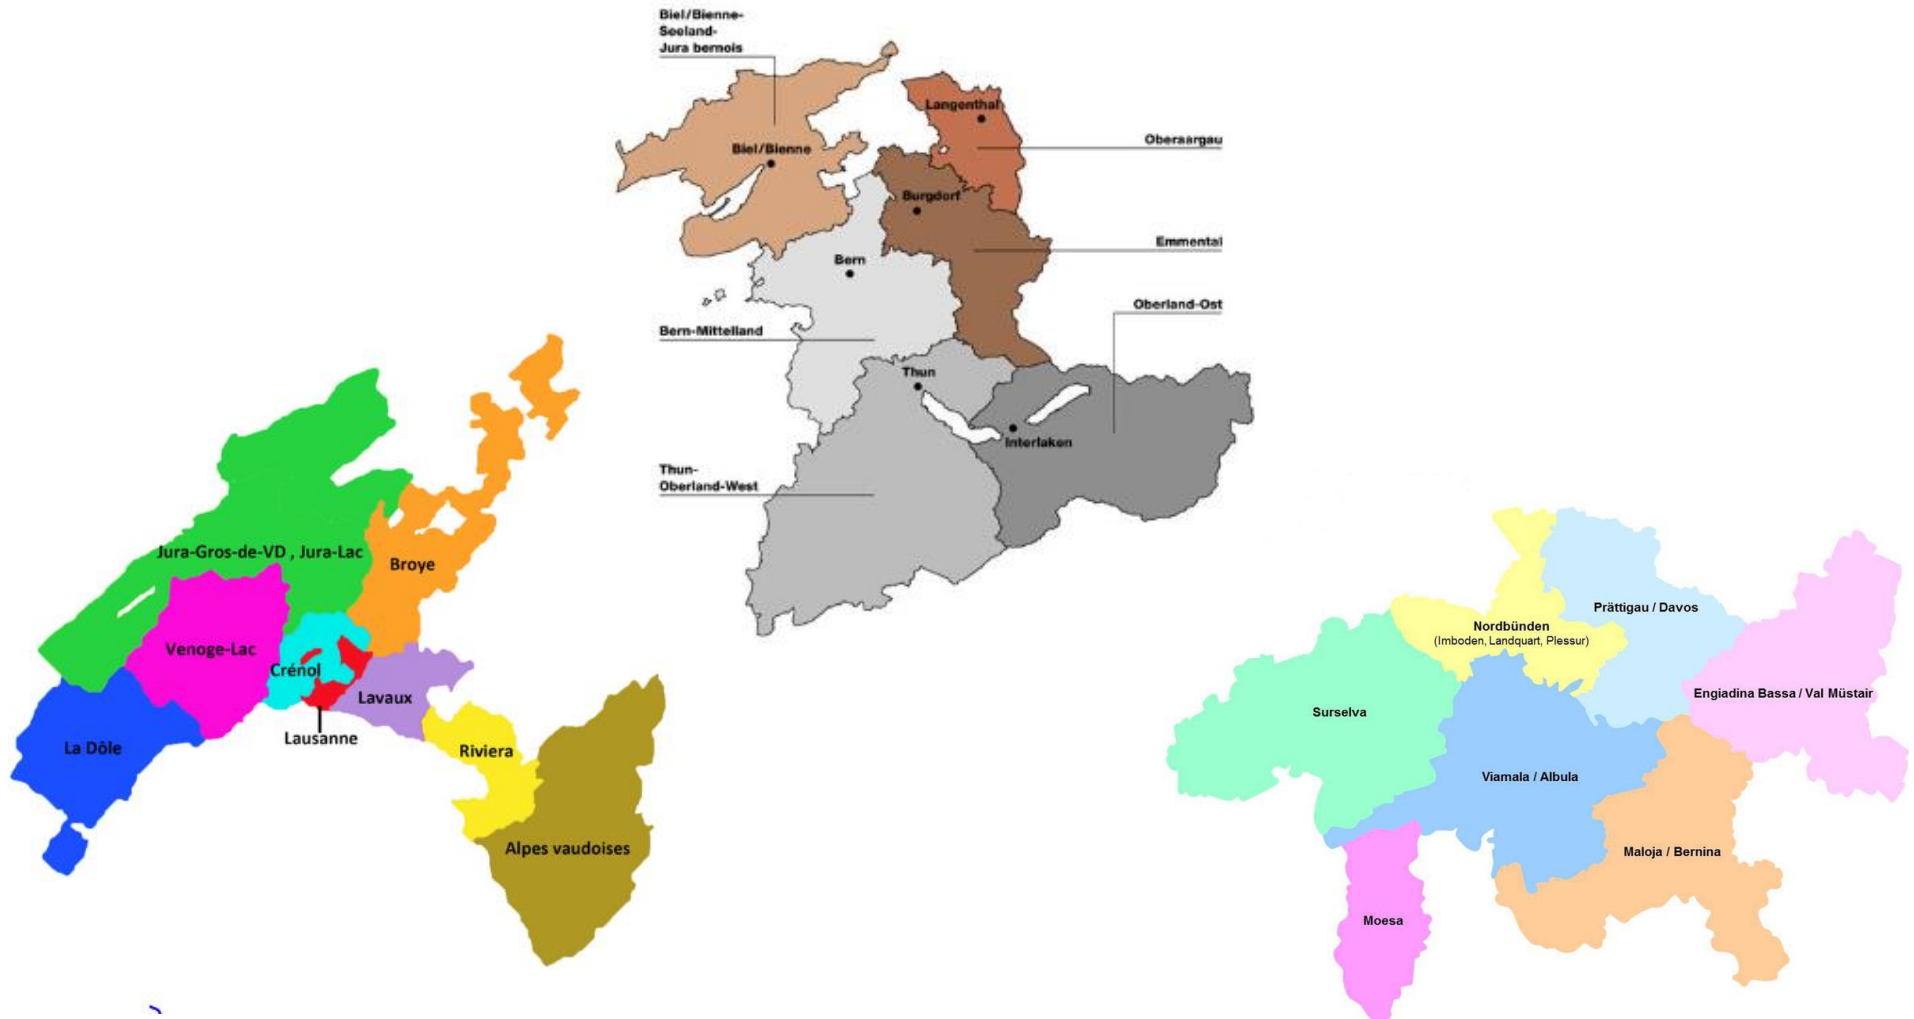 Biel/Bienne-
Seeland-
Jura bernois
Langenthal
Oberaargau
Biel/Bienne
Burgdorf
Emmental
Bern
Oberland-Ost
Bern-Mittelland
Thun
Interlaken
Thun-
Oberland-West
Jura-Gros-de-VD , Jura-Lac
Broye
Venoge-Lac
Crénol
Lavaux
Lausanne
La Dôle
Riviera
Alpes vaudoises
Prättigau / Davos
Nordbünden
(Imboden, Landquart, Plessur)
Engiadina Bassa / Val Müstair
Surselva
Viamala / Albula
Maloja / Bernina
Moesa